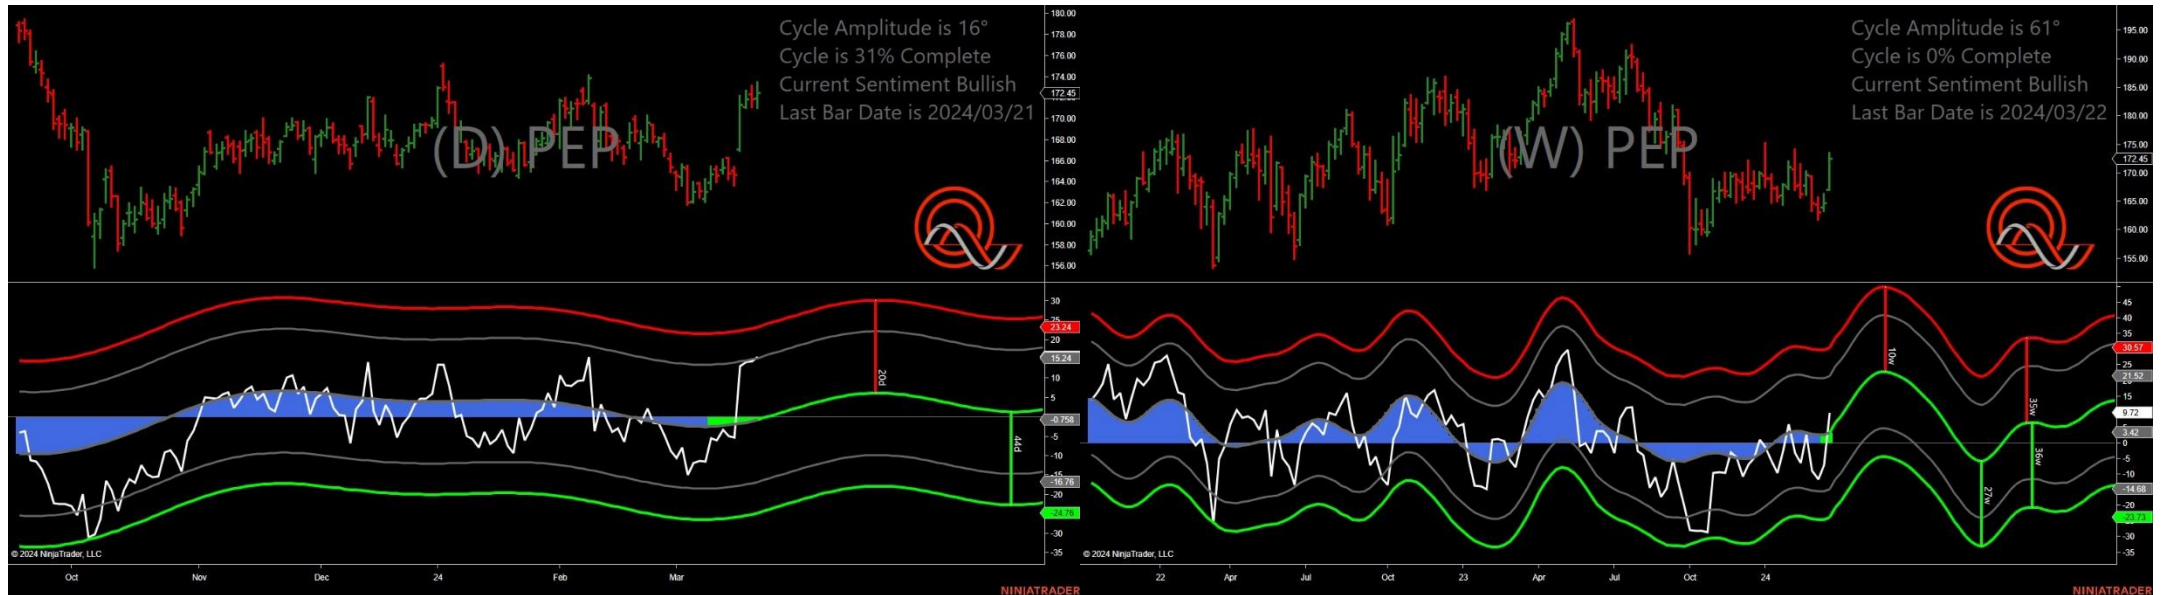 Cycle Amplitude is 16°
Cycle is 31% Complete
Current Sentiment Bullish
Last Bar Date is 2024/03/21
(D) PEP
180.00
178.00
176.00
174.00
172.45
170.00
168.00
166.00
164.00
162.00
160.00
158.00
156.00
30
23.24
20
15.24
10
5
-0.758
-5
-10
-16.76
-20
-24.76
-30
-35
20d
44d
© 2024 NinjaTrader, LLC
Oct
Nov
Dec
24
Feb
Mar
NINJATRADER
Cycle Amplitude is 61°
Cycle is 0% Complete
Current Sentiment Bullish
Last Bar Date is 2024/03/22
(W) PEP
195.00
190.00
185.00
180.00
175.00
172.45
170.00
165.00
160.00
155.00
45
40
35
30.57
25
21.52
15
9.72
3.42
0
-5
-10
-14.68
-23.73
-30
-35
10w
35w
36w
27w
© 2024 NinjaTrader, LLC
22
Apr
Jul
Oct
23
Apr
Jul
Oct
24
NINJATRADER